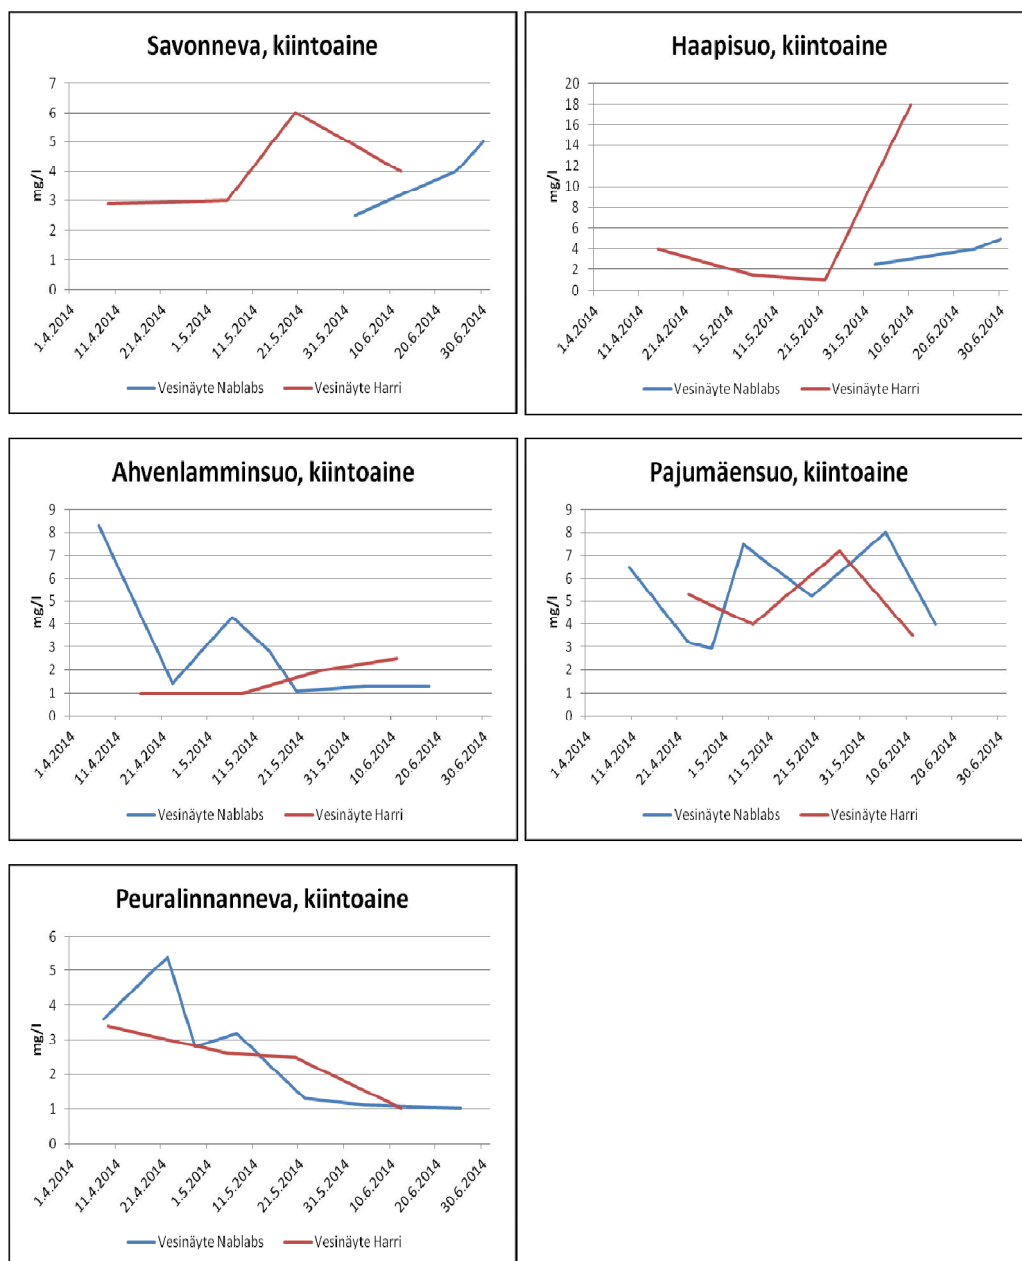 Savonneva, kiintoaine
7
6
5
4
3
2
1
0
mg/l
1.4.2014 11.4.2014 21.4.2014 1.5.2014 11.5.2014 21.5.2014 31.5.2014 10.6.2014 20.6.2014 30.6.2014
Vesinäyte Nablabs Vesinäyte Harri
Haapisuo, kiintoaine
20
18
16
14
12
10
8
6
4
2
0
mg/l
1.4.2014 11.4.2014 21.4.2014 1.5.2014 11.5.2014 21.5.2014 31.5.2014 10.6.2014 20.6.2014 30.6.2014
Vesinäyte Nablabs Vesinäyte Harri
Ahvenlamminsuo, kiintoaine
9
8
7
6
5
4
3
2
1
0
mg/l
1.4.2014 11.4.2014 21.4.2014 1.5.2014 11.5.2014 21.5.2014 31.5.2014 10.6.2014 20.6.2014 30.6.2014
Vesinäyte Nablabs Vesinäyte Harri
Pajumäensuo, kiintoaine
9
8
7
6
5
4
3
2
1
0
mg/l
1.4.2014 11.4.2014 21.4.2014 1.5.2014 11.5.2014 21.5.2014 31.5.2014 10.6.2014 20.6.2014 30.6.2014
Vesinäyte Nablabs Vesinäyte Harri
Peuralinnanneva, kiintoaine
6
5
4
3
2
1
0
mg/l
1.4.2014 11.4.2014 21.4.2014 1.5.2014 11.5.2014 21.5.2014 31.5.2014 10.6.2014 20.6.2014 30.6.2014
Vesinäyte Nablabs Vesinäyte Harri